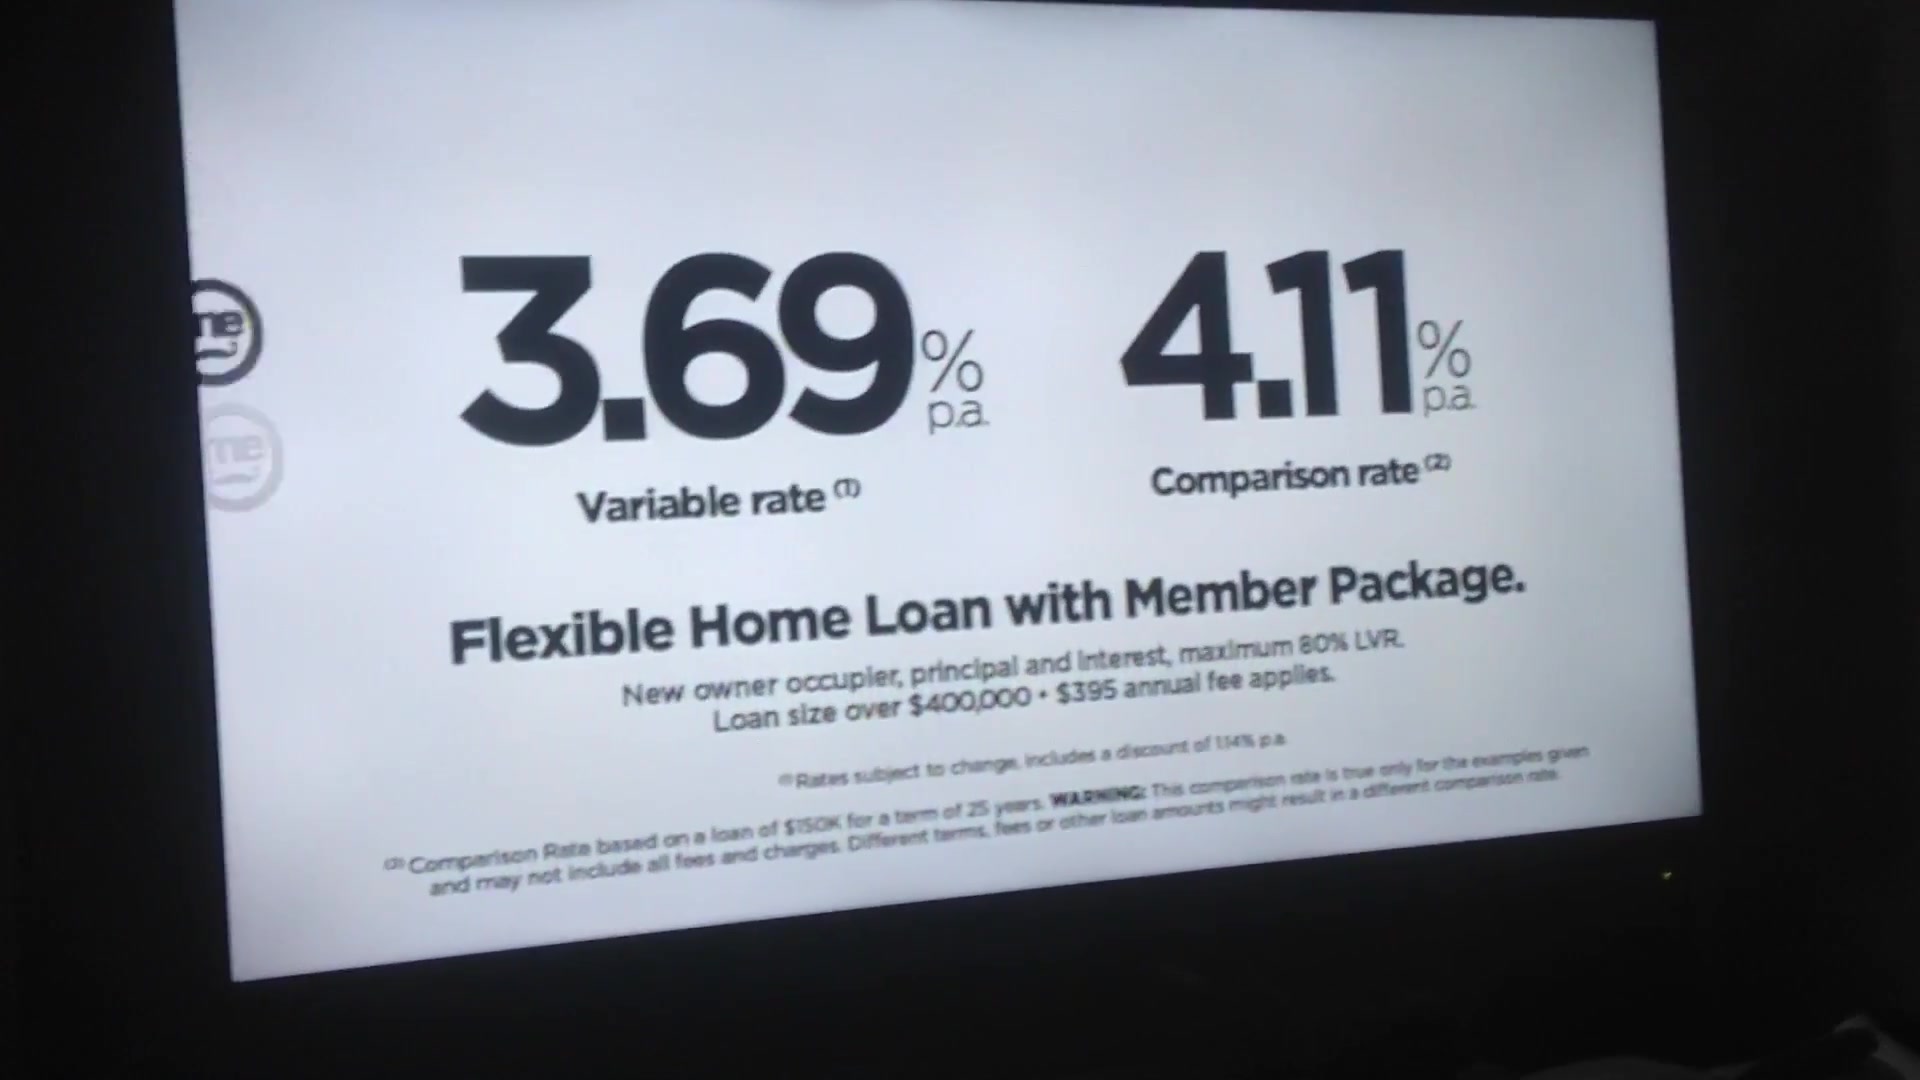 me
me
3.69% p.a.
4.11% p.a.
Variable rate (1)
Comparison rate (2)
Flexible Home Loan with Member Package.
New owner occupier, principal and interest, maximum 80% LVR.
Loan size over $400,000 • $395 annual fee applies.
(1) Rates subject to change, includes a discount of 1.14% p.a.
(2) Comparison Rate based on a loan of $150K for a term of 25 years. WARNING: This comparison rate is true only for the examples given
and may not include all fees and charges. Different terms, fees or other loan amounts might result in a different comparison rate.